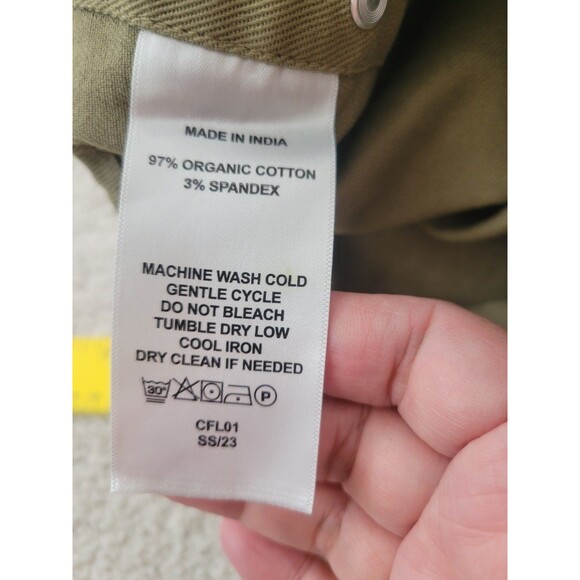 MADE IN INDIA
97% ORGANIC COTTON
3% SPANDEX
MACHINE WASH COLD
GENTLE CYCLE
DO NOT BLEACH
TUMBLE DRY LOW
COOL IRON
DRY CLEAN IF NEEDED
30° P
CFL01
SS/23